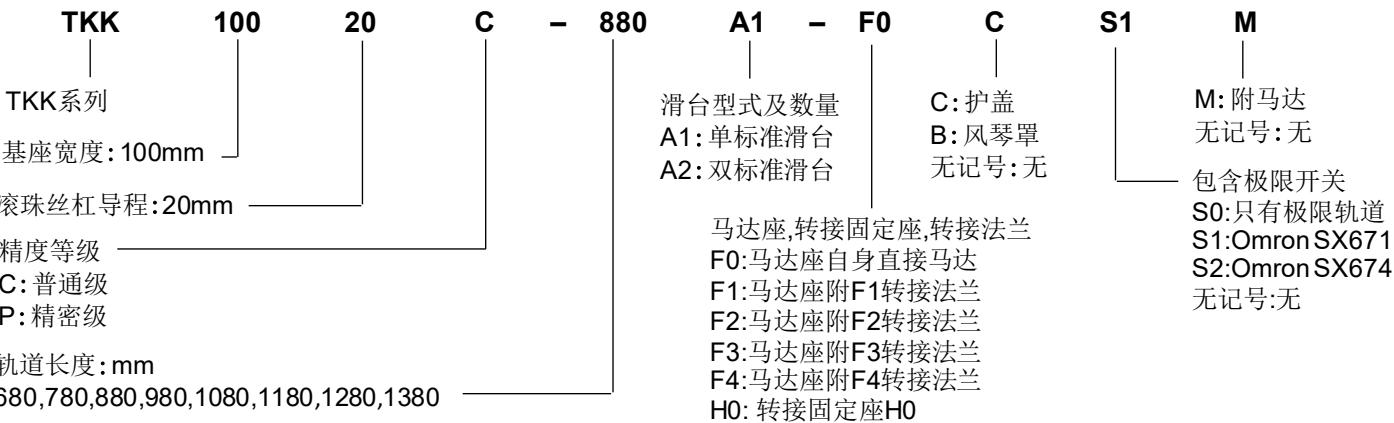 TKK 100 20 C – 880 A1 – F0 C S1 M
TKK系列
基座宽度:100mm
滚珠丝杠导程:20mm
精度等级
C:普通级
P:精密级
轨道长度:mm
680,780,880,980,1080,1180,1280,1380
滑台型式及数量
A1:单标准滑台
A2:双标准滑台
马达座,转接固定座,转接法兰
F0:马达座自身直接马达
F1:马达座附F1转接法兰
F2:马达座附F2转接法兰
F3:马达座附F3转接法兰
F4:马达座附F4转接法兰
H0: 转接固定座H0
C:护盖
B:风琴罩
无记号:无
M:附马达
无记号:无
包含极限开关
S0:只有极限轨道
S1:Omron SX671
S2:Omron SX674
无记号:无